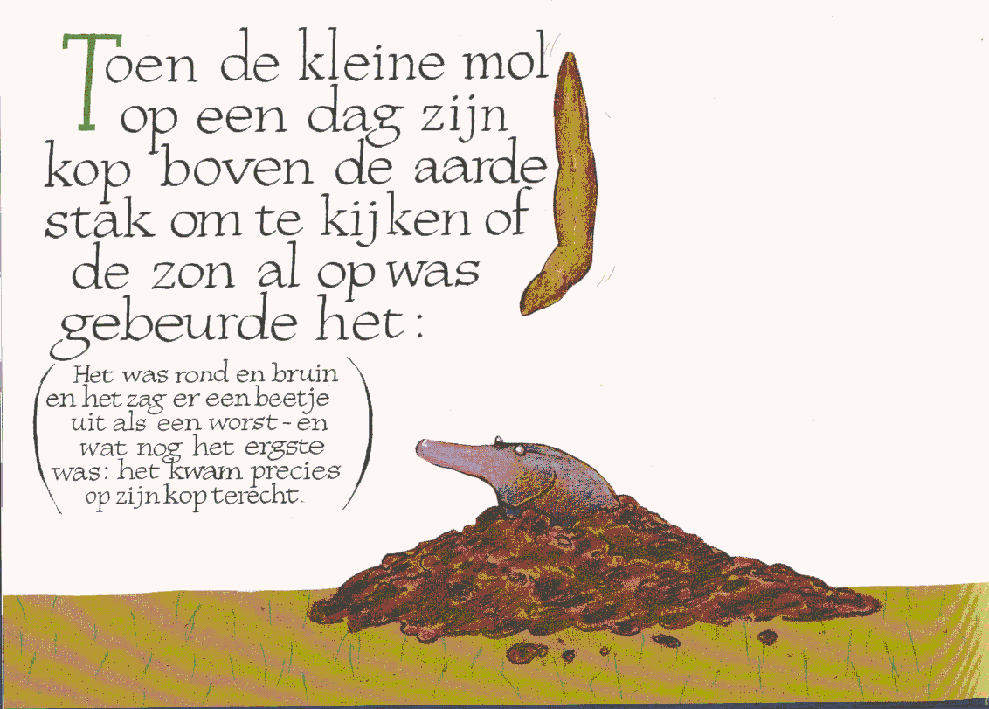 Toen de kleine mol
op een dag zijn
kop boven de aarde
stak om te kijken of
de zon al op was
gebeurde het:
Het was rond en bruin
en het zag er een beetje
uit als een worst - en
wat nog het ergste
was: het kwam precies
op zijn kop terecht.